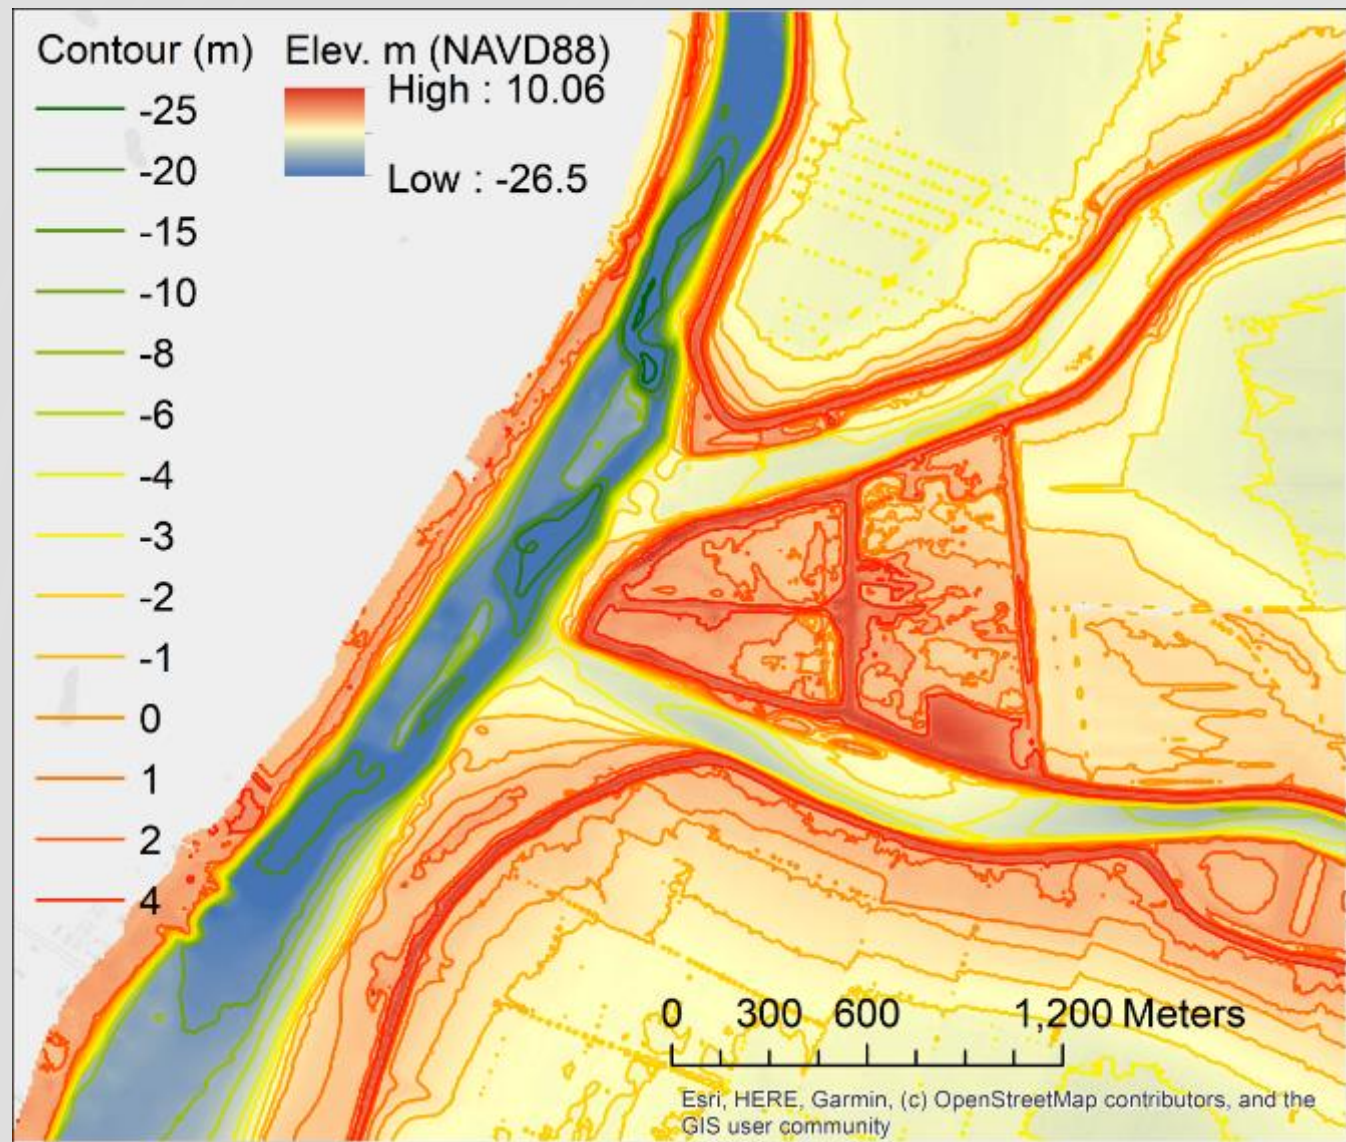 Contour (m)
-25
-20
-15
-10
-8
-6
-4
-3
-2
-1
0
1
2
4
Elev. m (NAVD88)
High : 10.06
Low : -26.5
0 300 600 1,200 Meters
Esri, HERE, Garmin, (c) OpenStreetMap contributors, and the
GIS user community